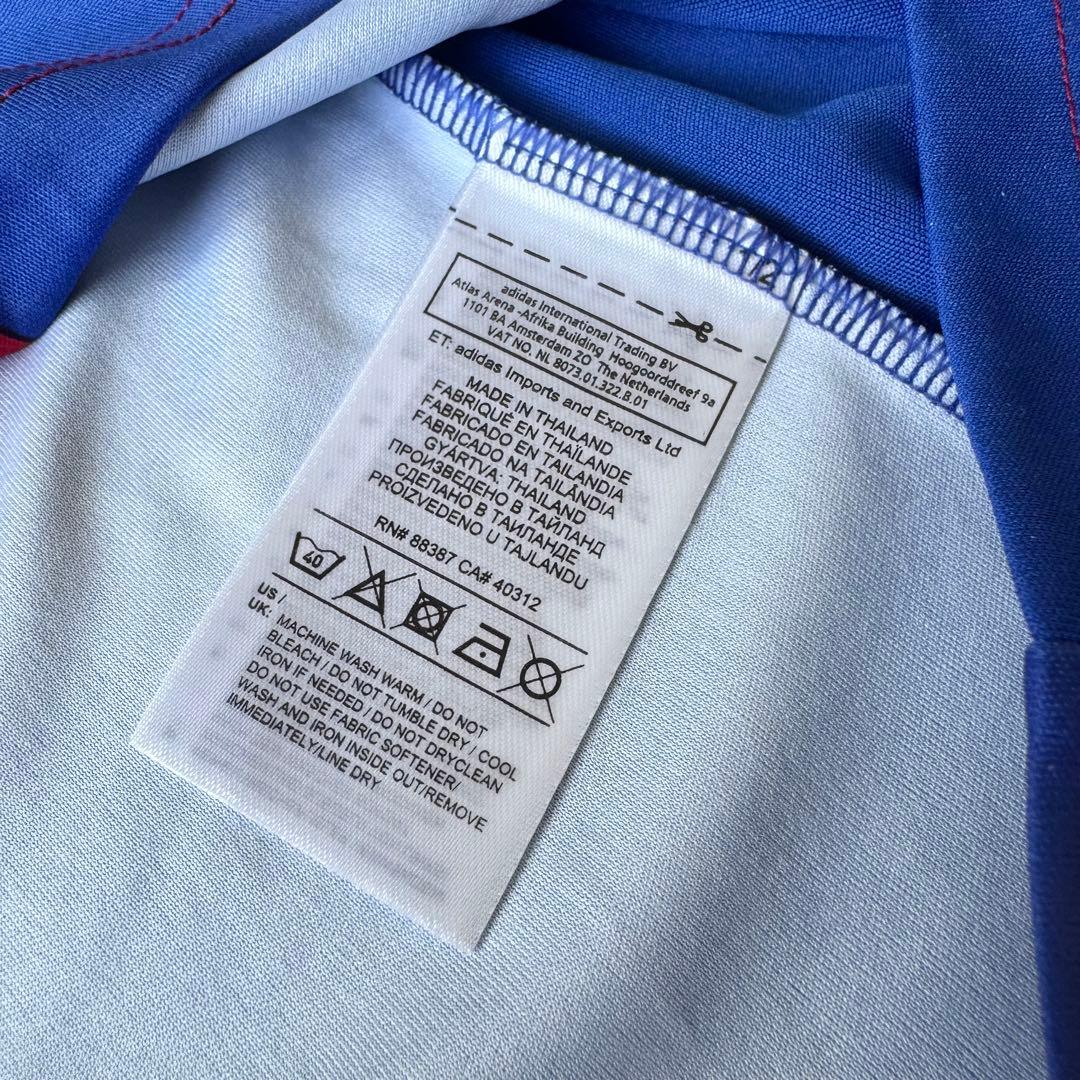 1/2
adidas International Trading BV
Atlas Arena -Afrika Building Hoogoorddreef 9a
1101 BA Amsterdam ZO The Netherlands
VAT NO. NL 8073.01.322.B.01
ET: adidas Imports and Exports Ltd
MADE IN THAILAND
FABRIQUÉ EN THAÏLANDE
FABRICADO EN TAILANDIA
FABRICADO NA TAILÂNDIA
GYÁRTVA: THAILAND
ПРОИЗВЕДЕНО В ТАЙЛАНД
СДЕЛАНО В ТАИЛАНДЕ
PROIZVEDENO U TAJLANDU
RN# 88387 CA# 40312
40
US /
UK: MACHINE WASH WARM / DO NOT
BLEACH / DO NOT TUMBLE DRY / COOL
IRON IF NEEDED / DO NOT DRYCLEAN
DO NOT USE FABRIC SOFTENER/
WASH AND IRON INSIDE OUT/REMOVE
IMMEDIATELY/LINE DRY